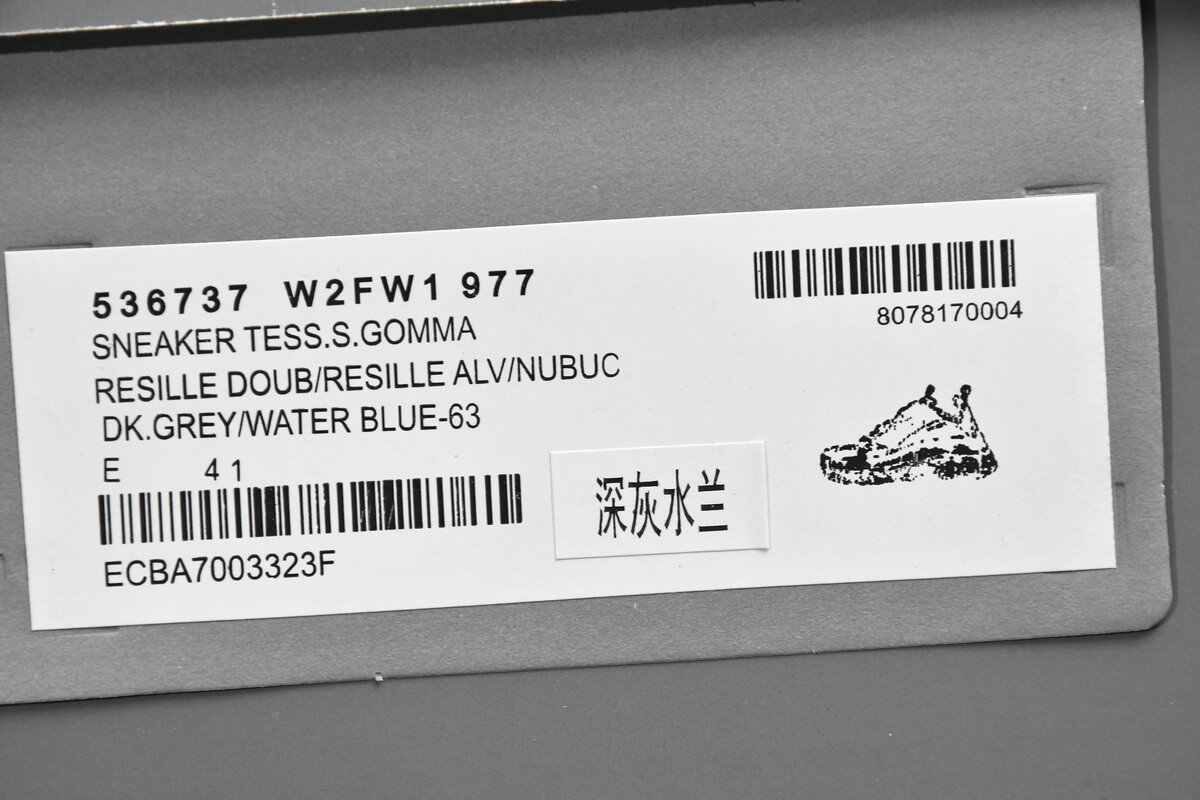 536737 W2FW1 977
SNEAKER TESS.S.GOMMA
RESILLE DOUB/RESILLE ALV/NUBUC
DK.GREY/WATER BLUE-63
E 41
ECBA7003323F
深灰水兰
8078170004